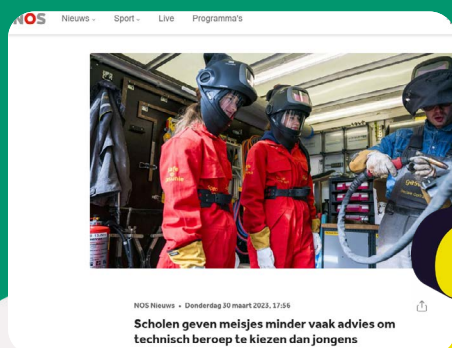 NOS Nieuws Sport Live Programma's
NOS Nieuws • Donderdag 30 maart 2023, 17:56
Scholen geven meisjes minder vaak advies om
technisch beroep te kiezen dan jongens